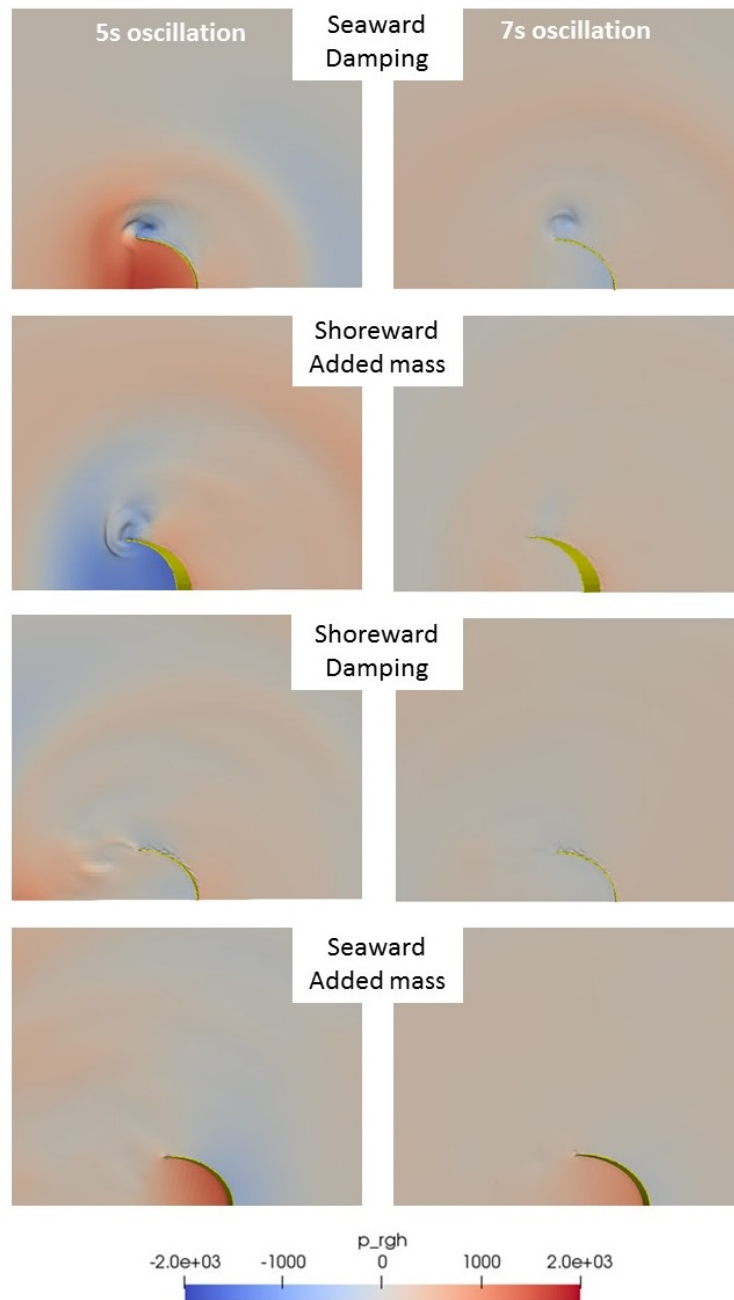 5s oscillation
Seaward
Damping
7s oscillation
Shoreward
Added mass
Shoreward
Damping
Seaward
Added mass
p_rgh
-2.0e+03 -1000 0 1000 2.0e+03